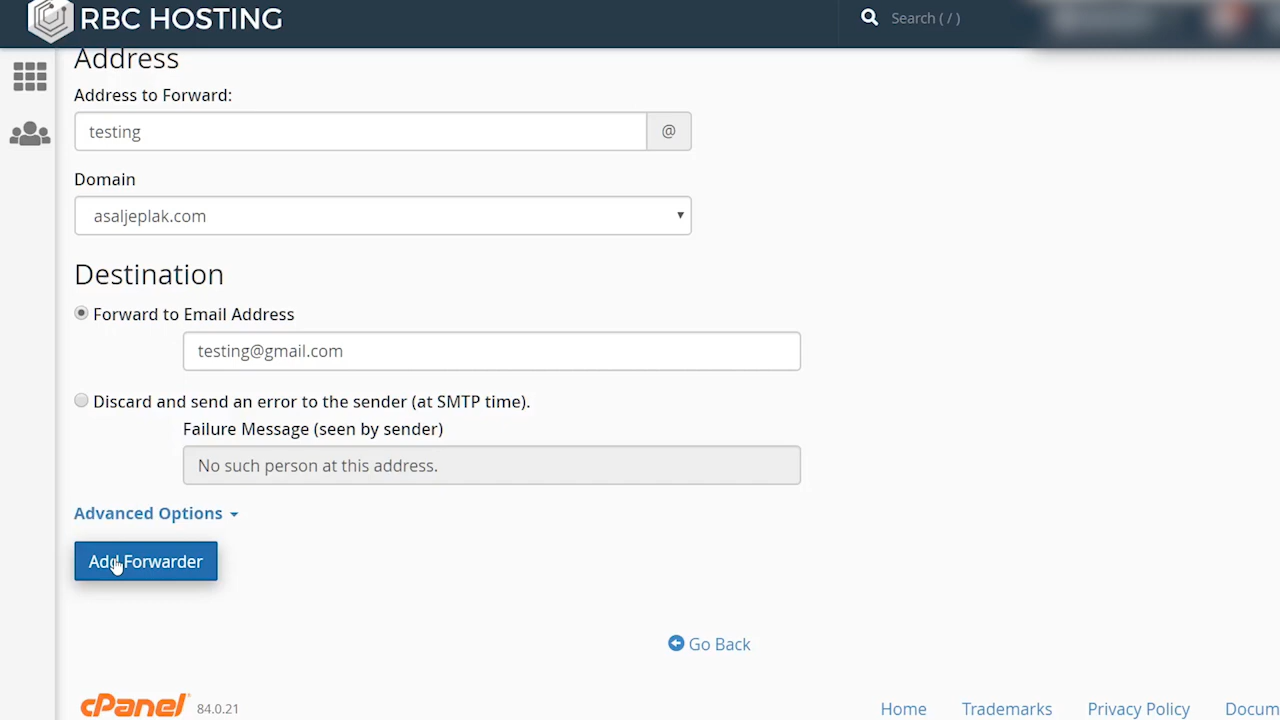 RBC HOSTING
Search ( / )
Address
Address to Forward:
testing
@
Domain
asaljeplak.com
Destination
Forward to Email Address
testing@gmail.com
Discard and send an error to the sender (at SMTP time).
Failure Message (seen by sender)
No such person at this address.
Advanced Options
Add Forwarder
Go Back
cPanel 84.0.21
Home Trademarks Privacy Policy Docum